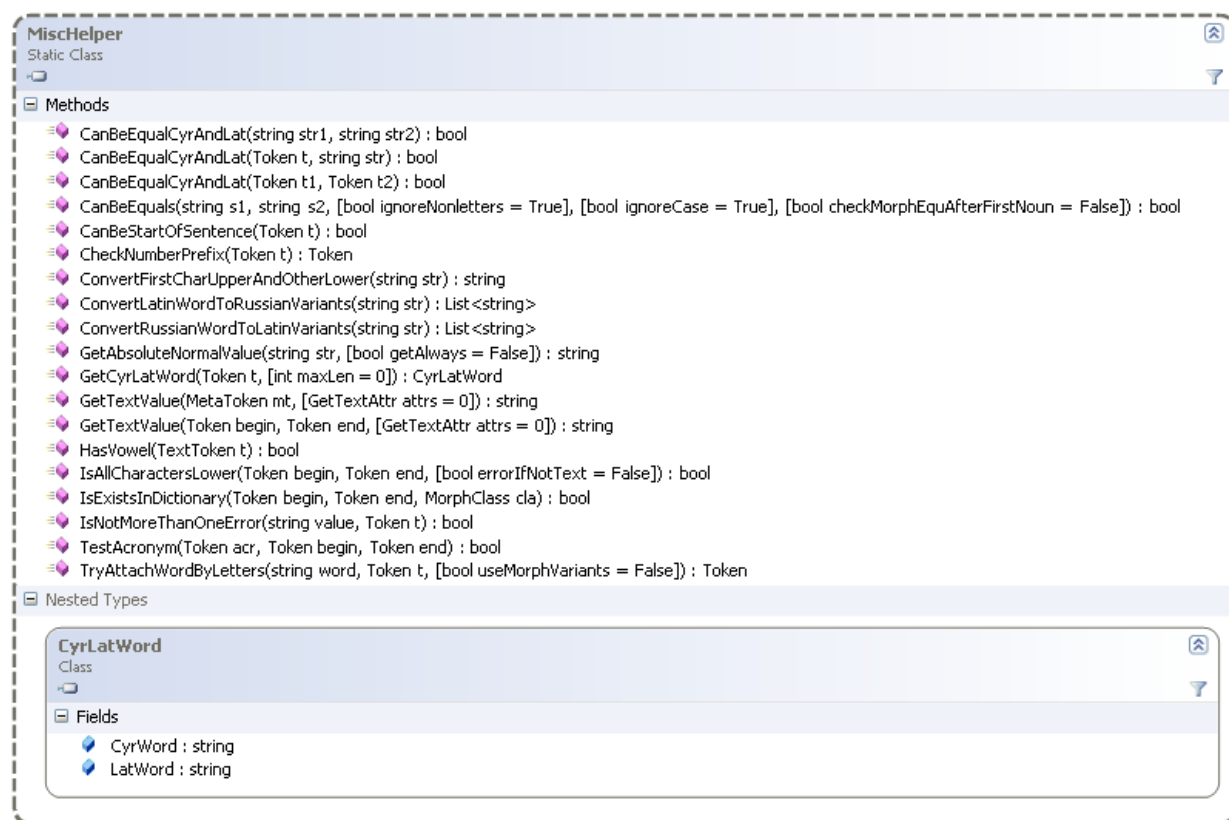 MiscHelper
Static Class
Methods
CanBeEqualCyrAndLat(string str1, string str2) : bool
CanBeEqualCyrAndLat(Token t, string str) : bool
CanBeEqualCyrAndLat(Token t1, Token t2) : bool
CanBeEquals(string s1, string s2, [bool ignoreNonletters = True], [bool ignoreCase = True], [bool checkMorphEquAfterFirstNoun = False]) : bool
CanBeStartOfSentence(Token t) : bool
CheckNumberPrefix(Token t) : Token
ConvertFirstCharUpperAndOtherLower(string str) : string
ConvertLatinWordToRussianVariants(string str) : List<string>
ConvertRussianWordToLatinVariants(string str) : List<string>
GetAbsoluteNormalValue(string str, [bool getAlways = False]) : string
GetCyrLatWord(Token t, [int maxLen = 0]) : CyrLatWord
GetTextValue(MetaToken mt, [GetTextAttr attrs = 0]) : string
GetTextValue(Token begin, Token end, [GetTextAttr attrs = 0]) : string
HasVowel(TextToken t) : bool
IsAllCharactersLower(Token begin, Token end, [bool errorIfNotText = False]) : bool
IsExistsInDictionary(Token begin, Token end, MorphClass cla) : bool
IsNotMoreThanOneError(string value, Token t) : bool
TestAcronym(Token acr, Token begin, Token end) : bool
TryAttachWordByLetters(string word, Token t, [bool useMorphVariants = False]) : Token
Nested Types
CyrLatWord
Class
Fields
CyrWord : string
LatWord : string